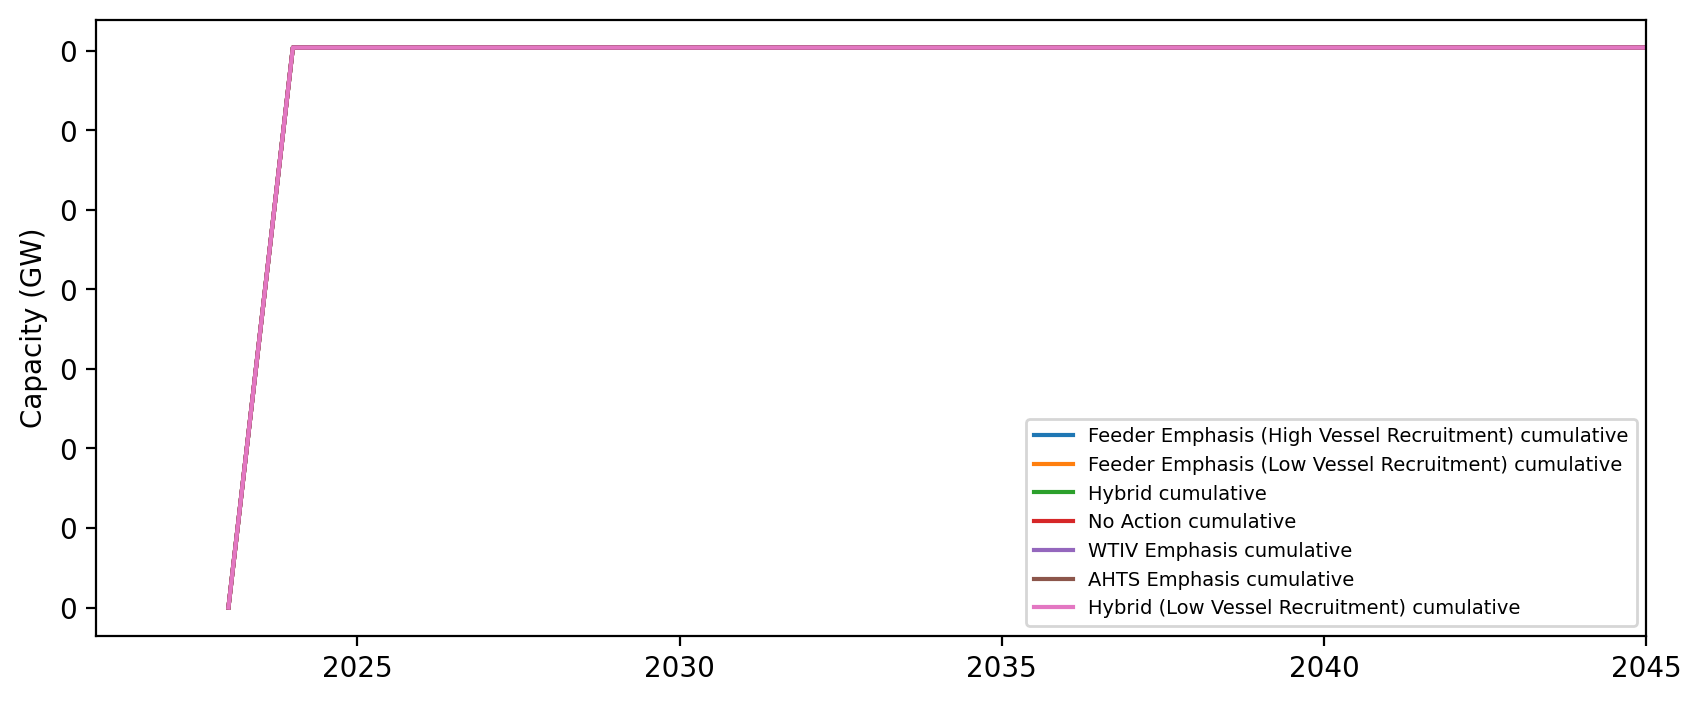 Capacity (GW)
0
0
0
0
0
0
0
0
Feeder Emphasis (High Vessel Recruitment) cumulative
Feeder Emphasis (Low Vessel Recruitment) cumulative
Hybrid cumulative
No Action cumulative
WTIV Emphasis cumulative
AHTS Emphasis cumulative
Hybrid (Low Vessel Recruitment) cumulative
2025 2030 2035 2040 2045